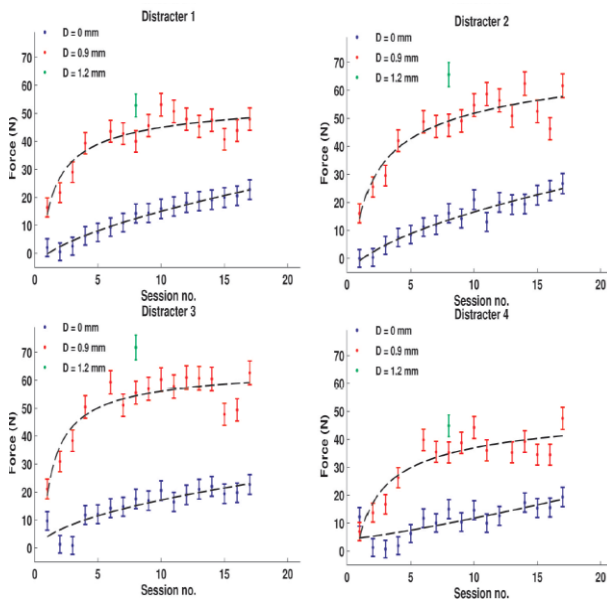 Distracter 1
D = 0 mm
D = 0.9 mm
D = 1.2 mm
70
60
50
40
30
20
10
0
Force (N)
0 5 10 15 20
Session no.
Distracter 2
D = 0 mm
D = 0.9 mm
D = 1.2 mm
70
60
50
40
30
20
10
0
Force (N)
0 5 10 15 20
Session no.
Distracter 3
D = 0 mm
D = 0.9 mm
D = 1.2 mm
70
60
50
40
30
20
10
0
Force (N)
0 5 10 15 20
Session no.
Distracter 4
D = 0 mm
D = 0.9 mm
D = 1.2 mm
70
60
50
40
30
20
10
0
Force (N)
0 5 10 15 20
Session no.